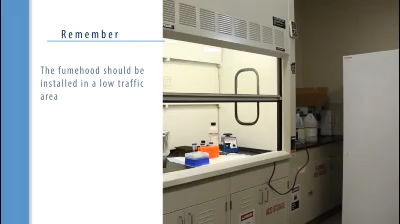 Remember
The fumehood should be
installed in a low traffic
area